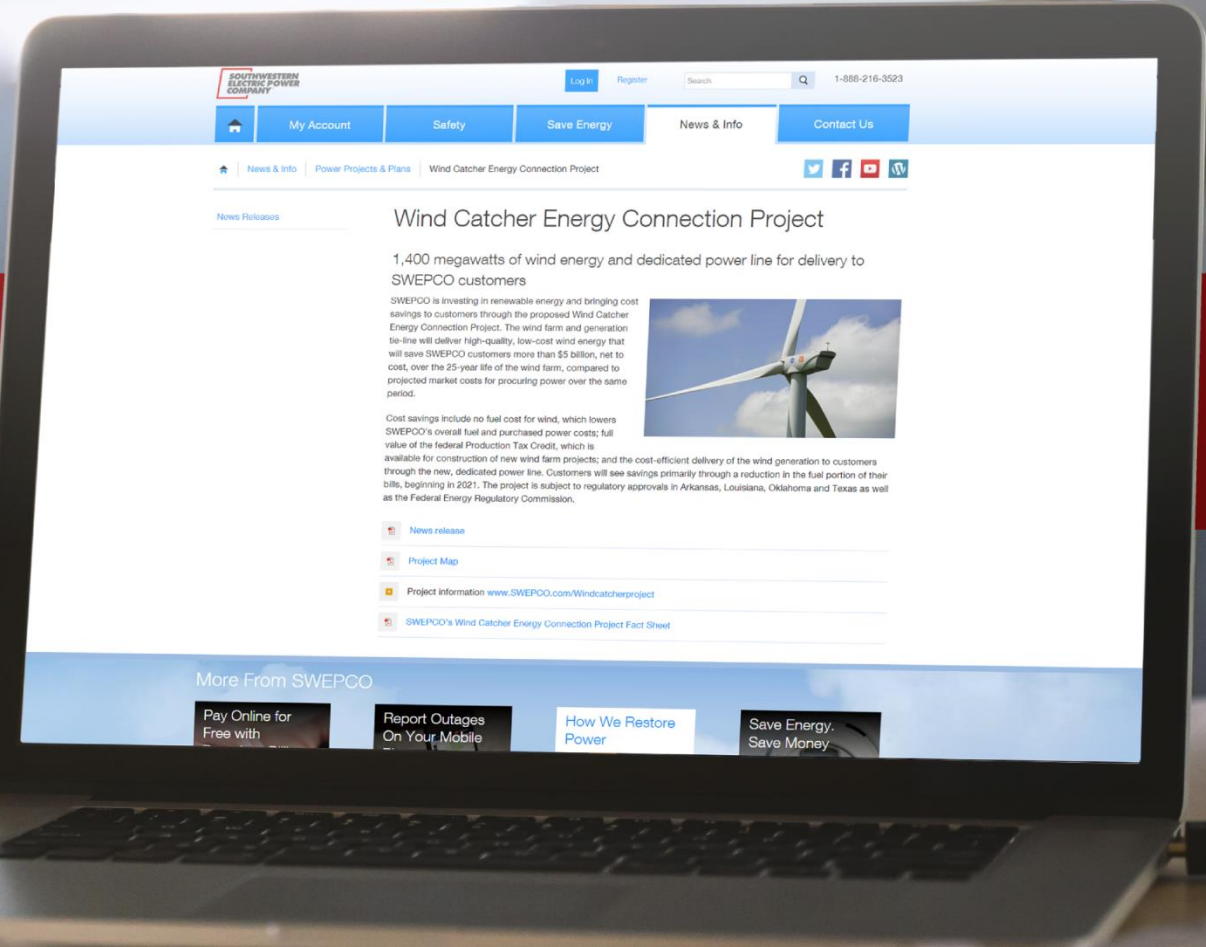 SOUTHWESTERN
ELECTRIC POWER
COMPANY
Log In Register Search 1-888-216-3523
My Account Safety Save Energy News & Info Contact Us
News & Info Power Projects & Plans Wind Catcher Energy Connection Project
News Releases
Wind Catcher Energy Connection Project
1,400 megawatts of wind energy and dedicated power line for delivery to
SWEPCO customers
SWEPCO is investing in renewable energy and bringing cost
savings to customers through the proposed Wind Catcher
Energy Connection Project. The wind farm and generation
tie-line will deliver high-quality, low-cost wind energy that
will save SWEPCO customers more than $5 billion, net to
cost, over the 25-year life of the wind farm, compared to
projected market costs for procuring power over the same
period.
Cost savings include no fuel cost for wind, which lowers
SWEPCO's overall fuel and purchased power costs; full
value of the federal Production Tax Credit, which is
available for construction of new wind farm projects; and the cost-efficient delivery of the wind generation to customers
through the new, dedicated power line. Customers will see savings primarily through a reduction in the fuel portion of their
bills, beginning in 2021. The project is subject to regulatory approvals in Arkansas, Louisiana, Oklahoma and Texas as well
as the Federal Energy Regulatory Commission.
News release
Project Map
Project information www.SWEPCO.com/Windcatcherproject
SWEPCO's Wind Catcher Energy Connection Project Fact Sheet
More From SWEPCO
Pay Online for
Free with
Report Outages
On Your Mobile
How We Restore
Power
Save Energy.
Save Money